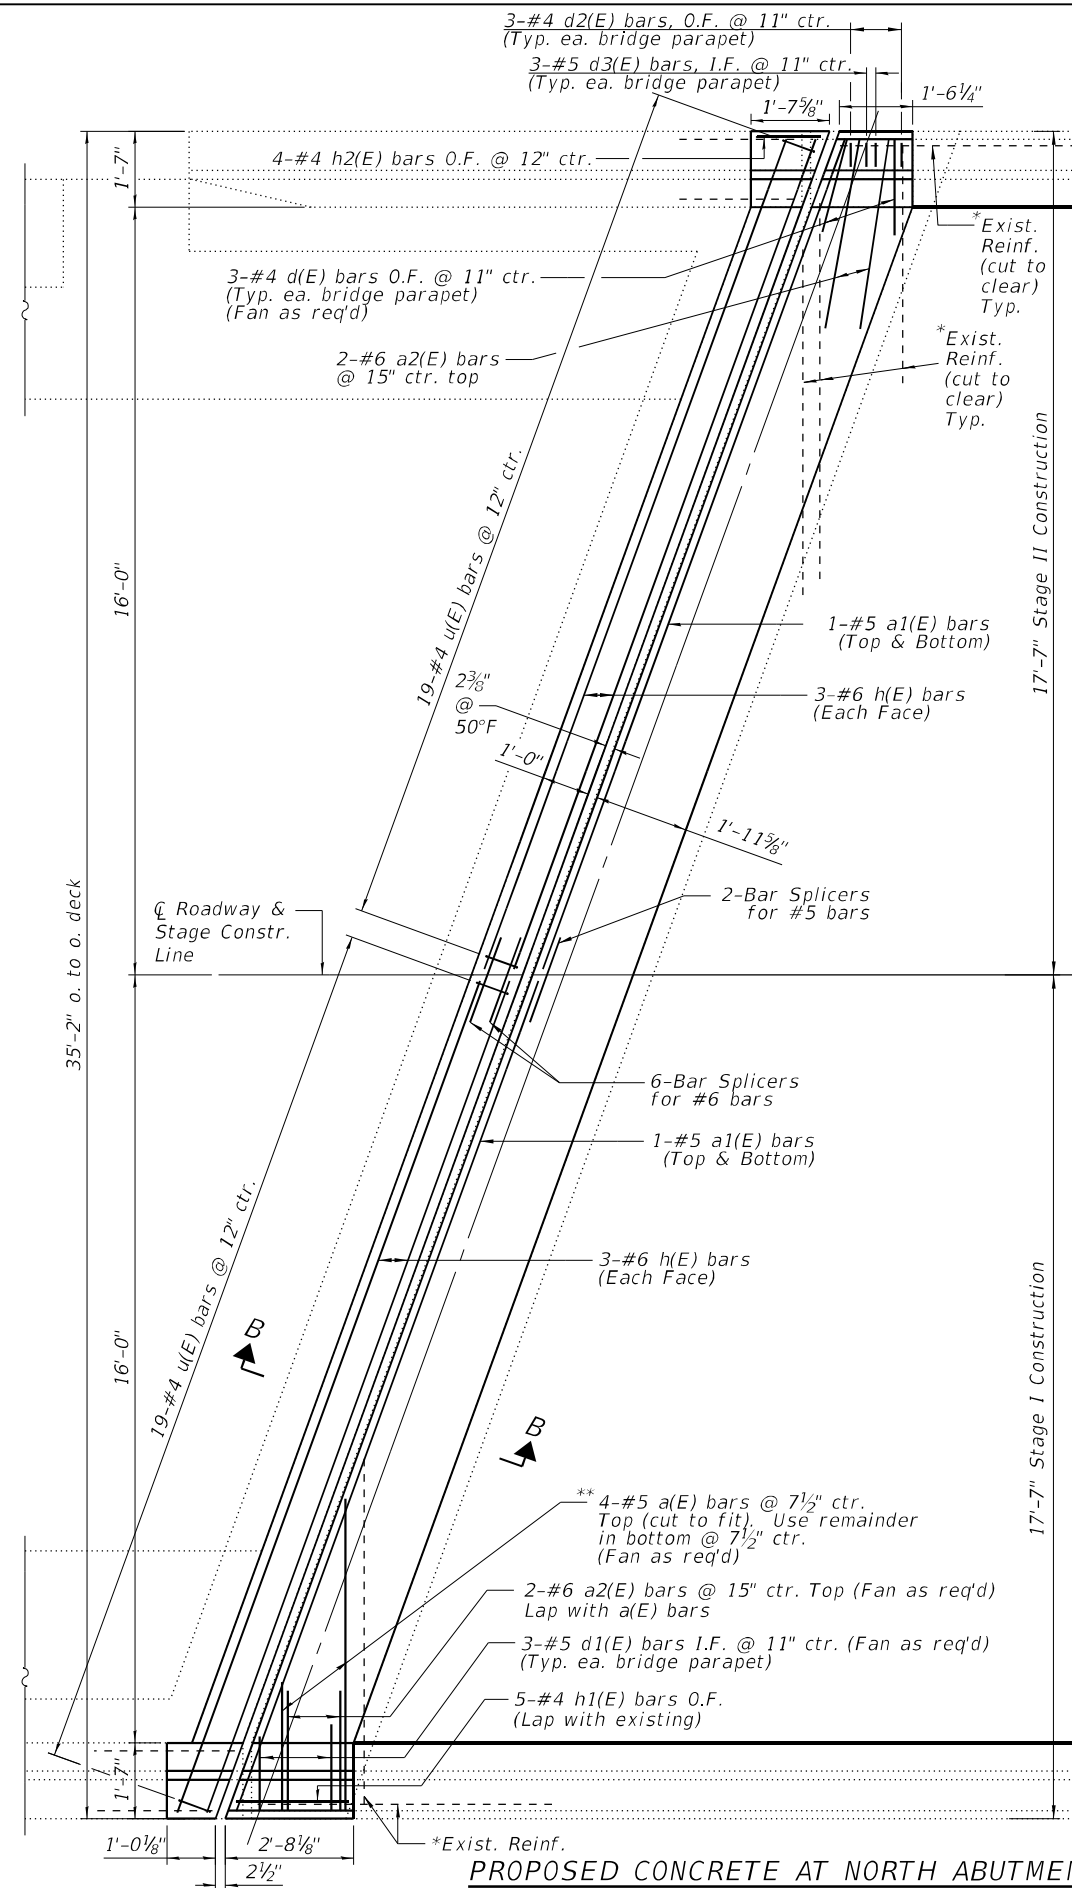 3-#4 d2(E) bars, O.F. @ 11" ctr.
(Typ. ea. bridge parapet)
3-#5 d3(E) bars, I.F. @ 11" ctr.
(Typ. ea. bridge parapet)
1'-7⅝"
1'-6¼"
4-#4 h2(E) bars O.F. @ 12" ctr.
1'-7"
*Exist.
Reinf.
(cut to
clear)
Typ.
3-#4 d(E) bars O.F. @ 11" ctr.
(Typ. ea. bridge parapet)
(Fan as req'd)
*Exist.
Reinf.
(cut to
clear)
Typ.
2-#6 a2(E) bars
@ 15" ctr. top
19-#4 u(E) bars @ 12" ctr.
17'-7" Stage II Construction
16'-0"
1-#5 a1(E) bars
(Top & Bottom)
2⅜"
@
50°F
3-#6 h(E) bars
(Each Face)
1'-0"
1'-11⅝"
35'-2" o. to o. deck
2-Bar Splicers
for #5 bars
℄ Roadway &
Stage Constr.
Line
6-Bar Splicers
for #6 bars
1-#5 a1(E) bars
(Top & Bottom)
19-#4 u(E) bars @ 12" ctr.
3-#6 h(E) bars
(Each Face)
16'-0"
B
B
17'-7" Stage I Construction
** 4-#5 a(E) bars @ 7½" ctr.
Top (cut to fit). Use remainder
in bottom @ 7½" ctr.
(Fan as req'd)
2-#6 a2(E) bars @ 15" ctr. Top (Fan as req'd)
Lap with a(E) bars
3-#5 d1(E) bars I.F. @ 11" ctr. (Fan as req'd)
(Typ. ea. bridge parapet)
5-#4 h1(E) bars O.F.
(Lap with existing)
1'-7"
1'-0⅛"
2'-8⅛"
2½"
*Exist. Reinf.
PROPOSED CONCRETE AT NORTH ABUTME